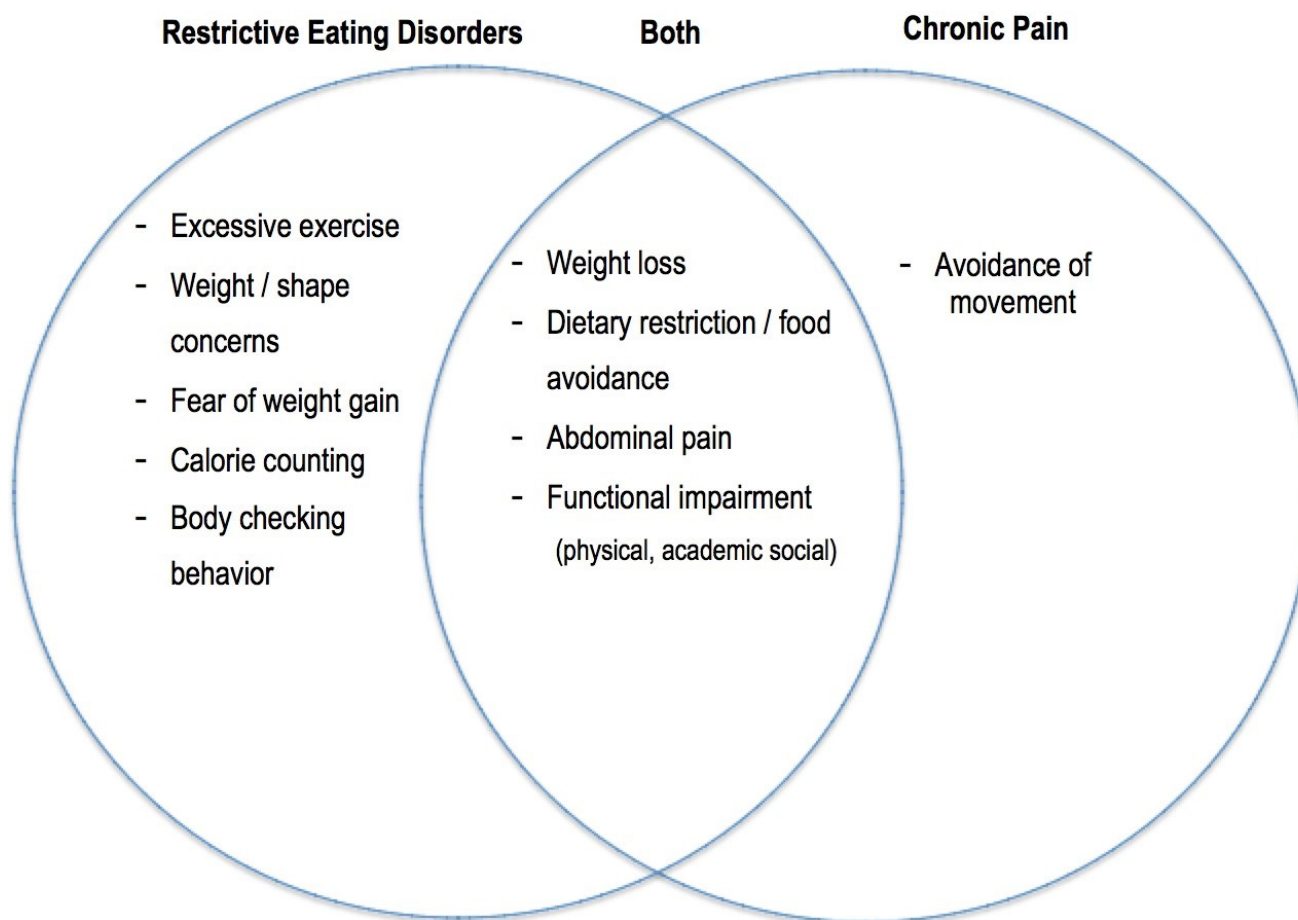 Restrictive Eating Disorders
Both
Chronic Pain
- Excessive exercise
- Weight / shape
concerns
- Fear of weight gain
- Calorie counting
- Body checking
behavior
- Weight loss
- Dietary restriction / food
avoidance
- Abdominal pain
- Functional impairment
(physical, academic social)
- Avoidance of
movement